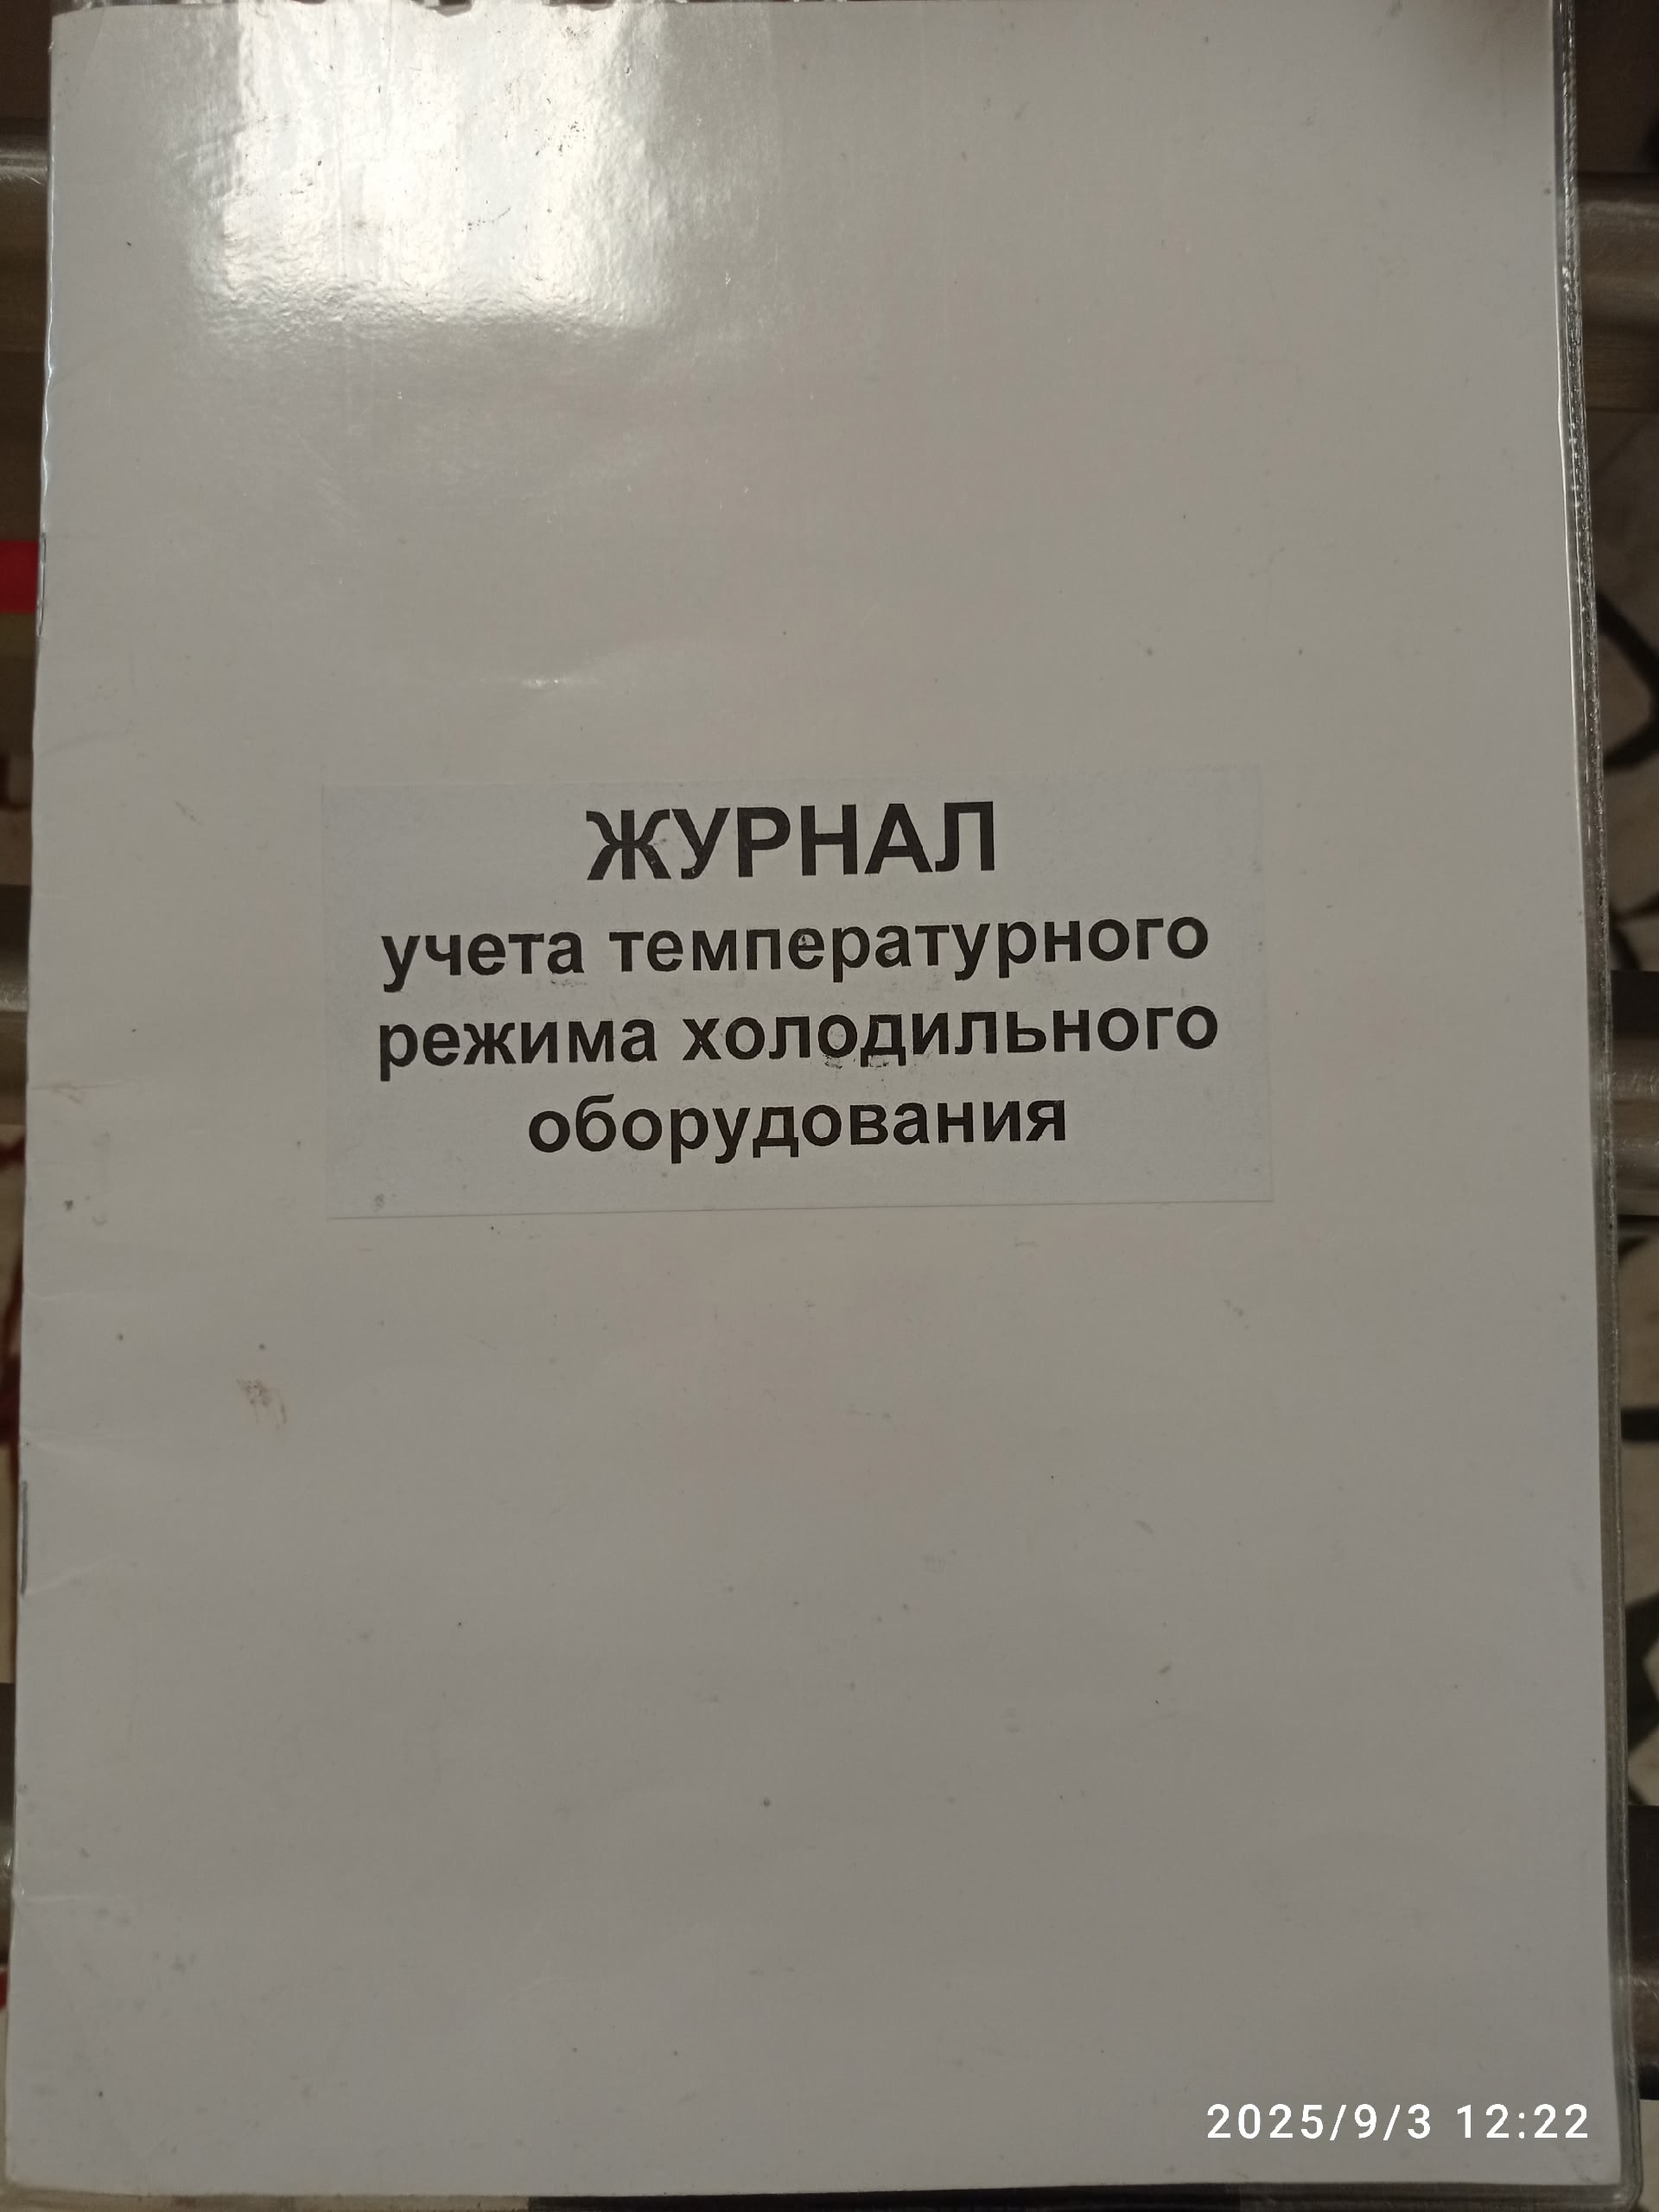 ЖУРНАЛ
учета температурного
режима холодильного
оборудования
2025/9/3 12:22